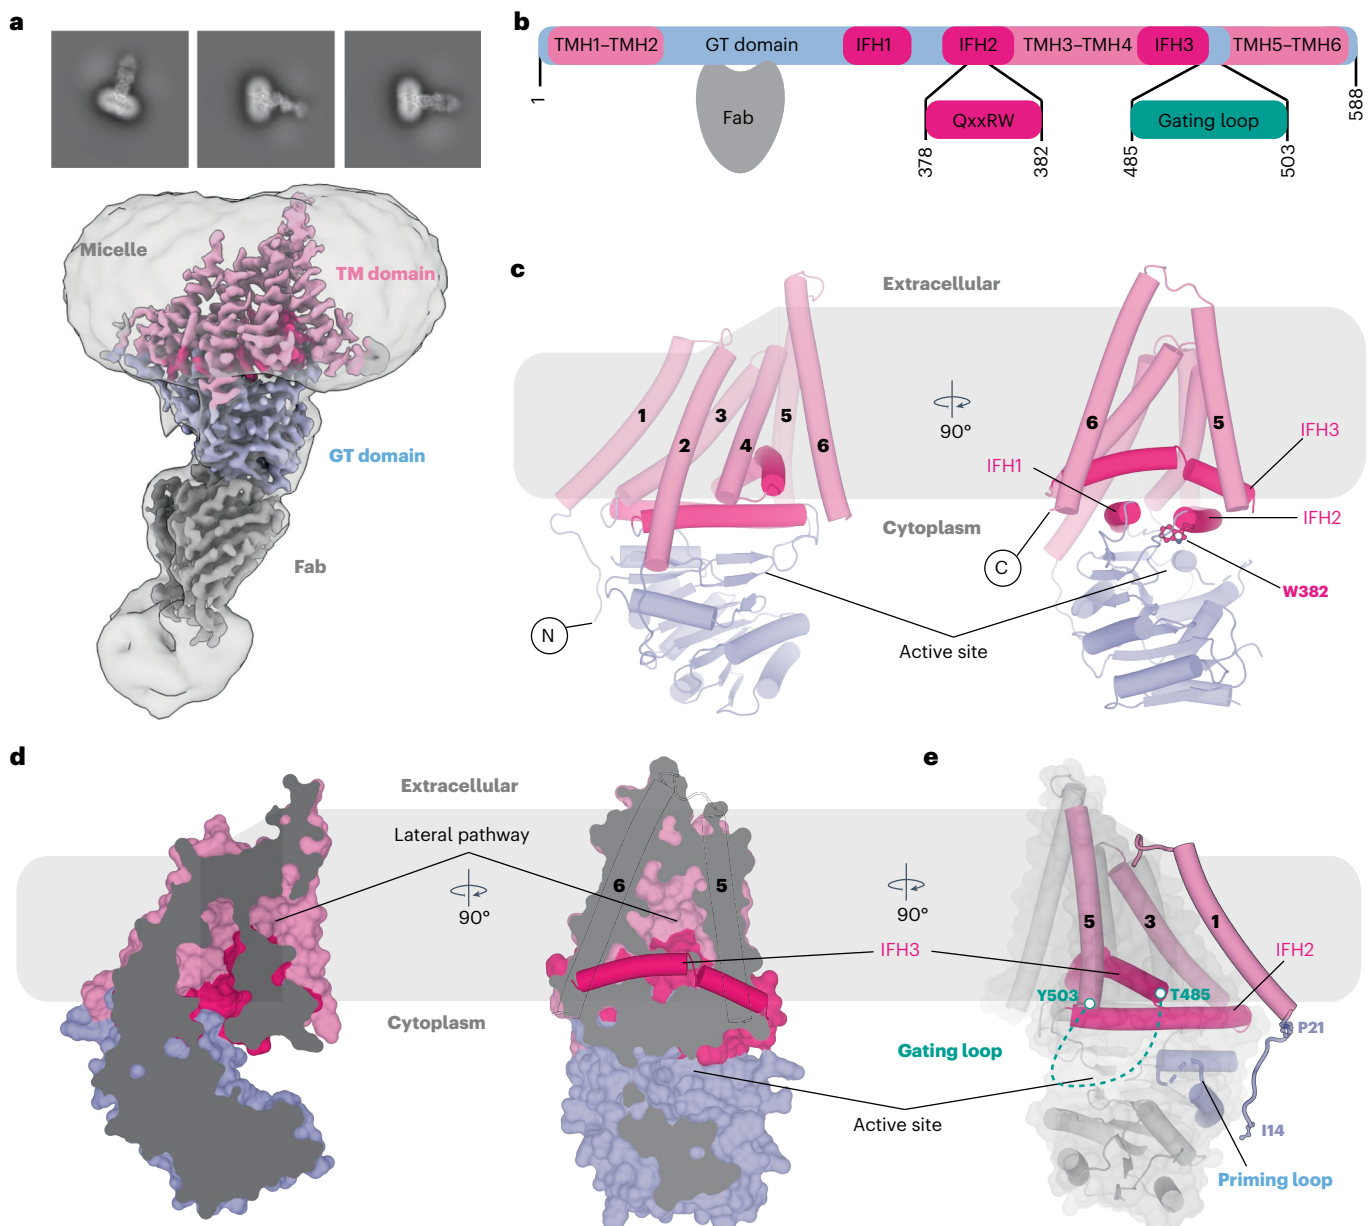 a
Micelle
TM domain
GT domain
Fab
b
TMH1–TMH2
GT domain
IFH1
IFH2
TMH3–TMH4
IFH3
TMH5–TMH6
Fab
QxxRW
Gating loop
1
378
382
485
503
588
c
Extracellular
1
2
3
4
5
6
90°
6
5
IFH1
IFH3
IFH2
Cytoplasm
N
C
W382
Active site
d
Extracellular
Lateral pathway
90°
6
5
IFH3
Cytoplasm
Active site
e
90°
5
3
1
IFH2
Y503
T485
Gating loop
P21
I14
Priming loop